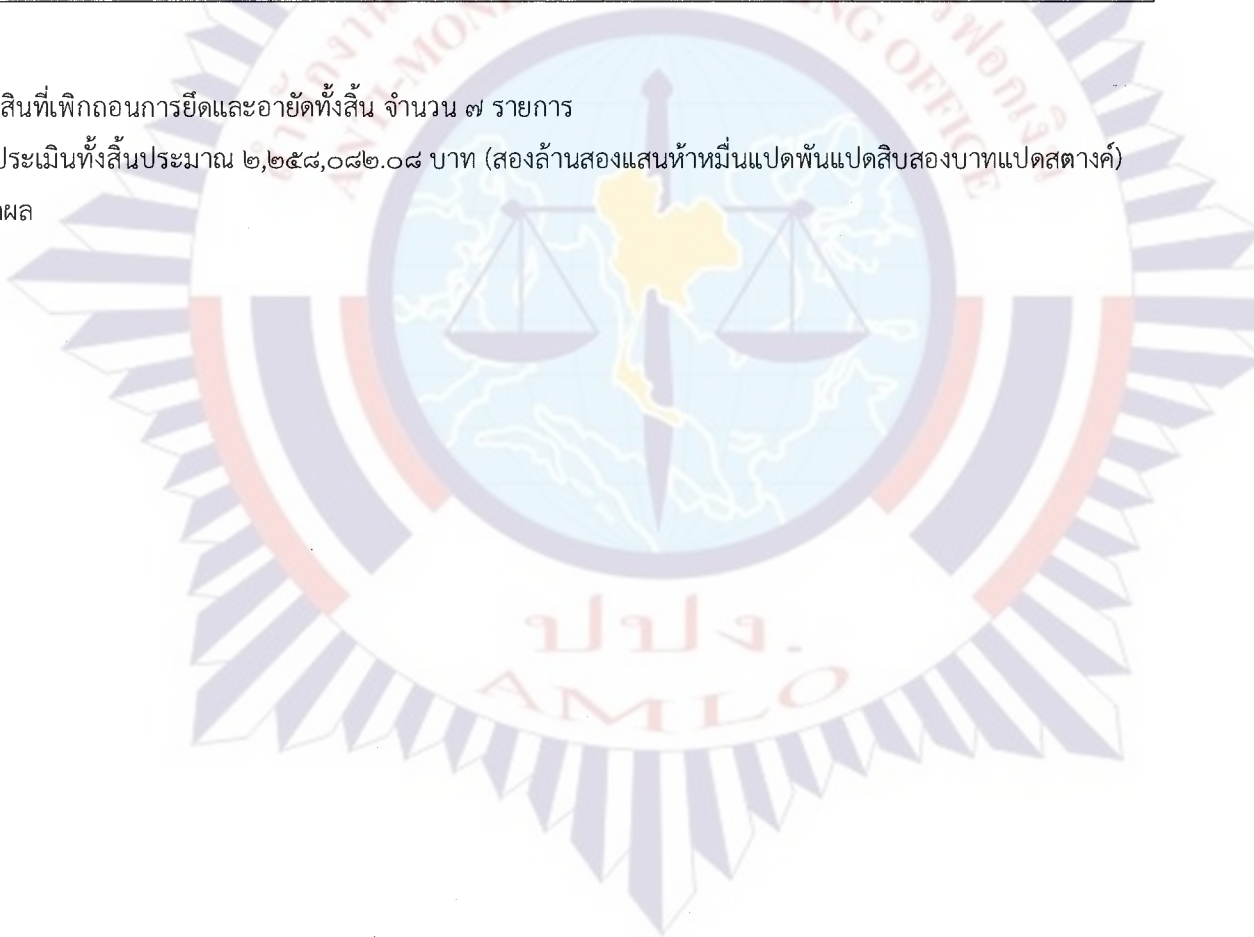 สินที่เพิกถอนการยึดและอายัดทั้งสิ้น จำนวน ๗ รายการ
ประเมินทั้งสิ้นประมาณ ๒,๒๕๘,๐๘๒.๐๘ บาท (สองล้านสองแสนห้าหมื่นแปดพันแปดสิบสองบาทแปดสตางค์)
ผล
OFFICE
ปปง.
AMLO